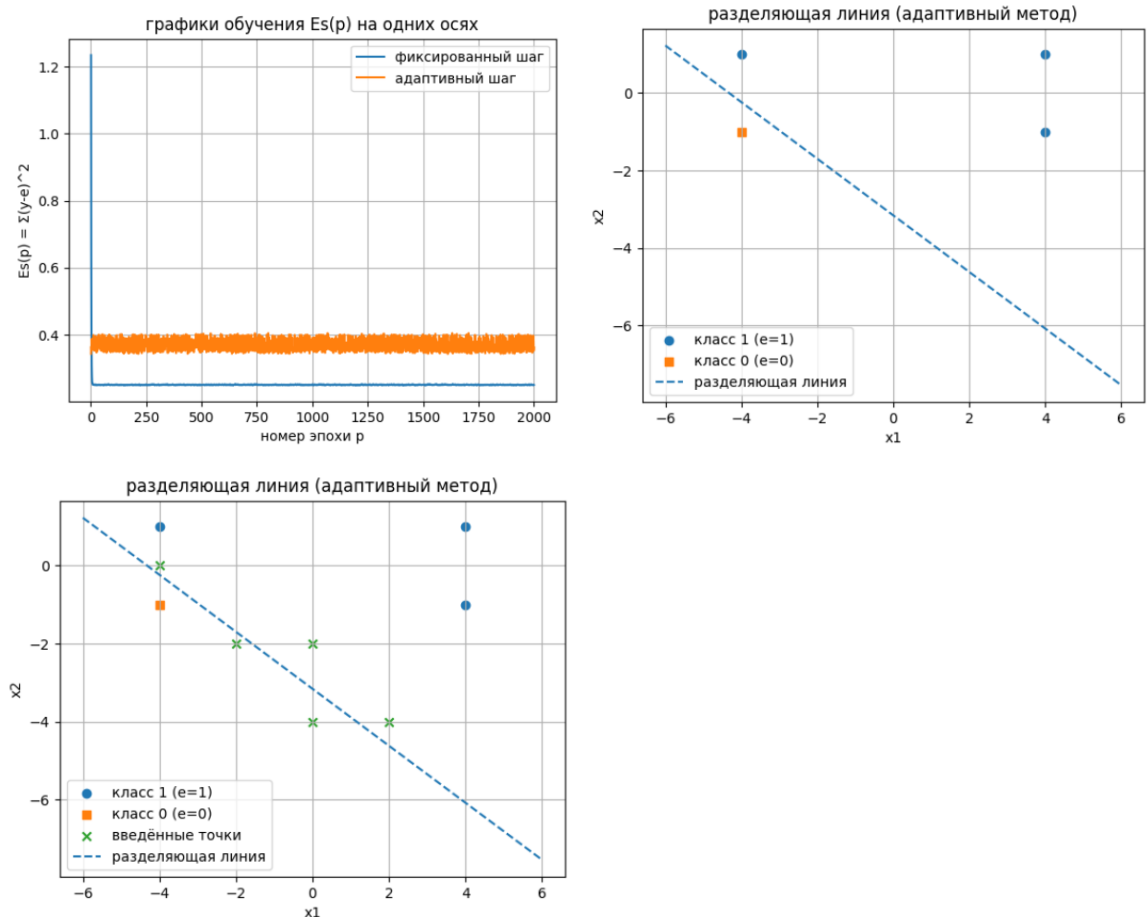 графики обучения Es(p) на одних осях
Es(p) = Σ(y-e)^2
1.2
1.0
0.8
0.6
0.4
фиксированный шаг
адаптивный шаг
0 250 500 750 1000 1250 1500 1750 2000
номер эпохи p
разделяющая линия (адаптивный метод)
x2
0
−2
−4
−6
класс 1 (e=1)
класс 0 (e=0)
разделяющая линия
−6 −4 −2 0 2 4 6
x1
разделяющая линия (адаптивный метод)
x2
0
−2
−4
−6
класс 1 (e=1)
класс 0 (e=0)
введённые точки
разделяющая линия
−6 −4 −2 0 2 4 6
x1